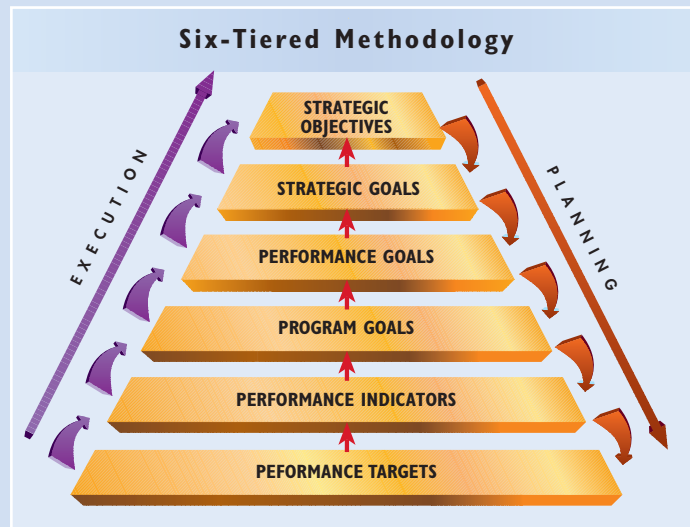 Six-Tiered Methodology
STRATEGIC
OBJECTIVES
STRATEGIC GOALS
PERFORMANCE GOALS
PROGRAM GOALS
PERFORMANCE INDICATORS
PEFORMANCE TARGETS
EXECUTION
PLANNING